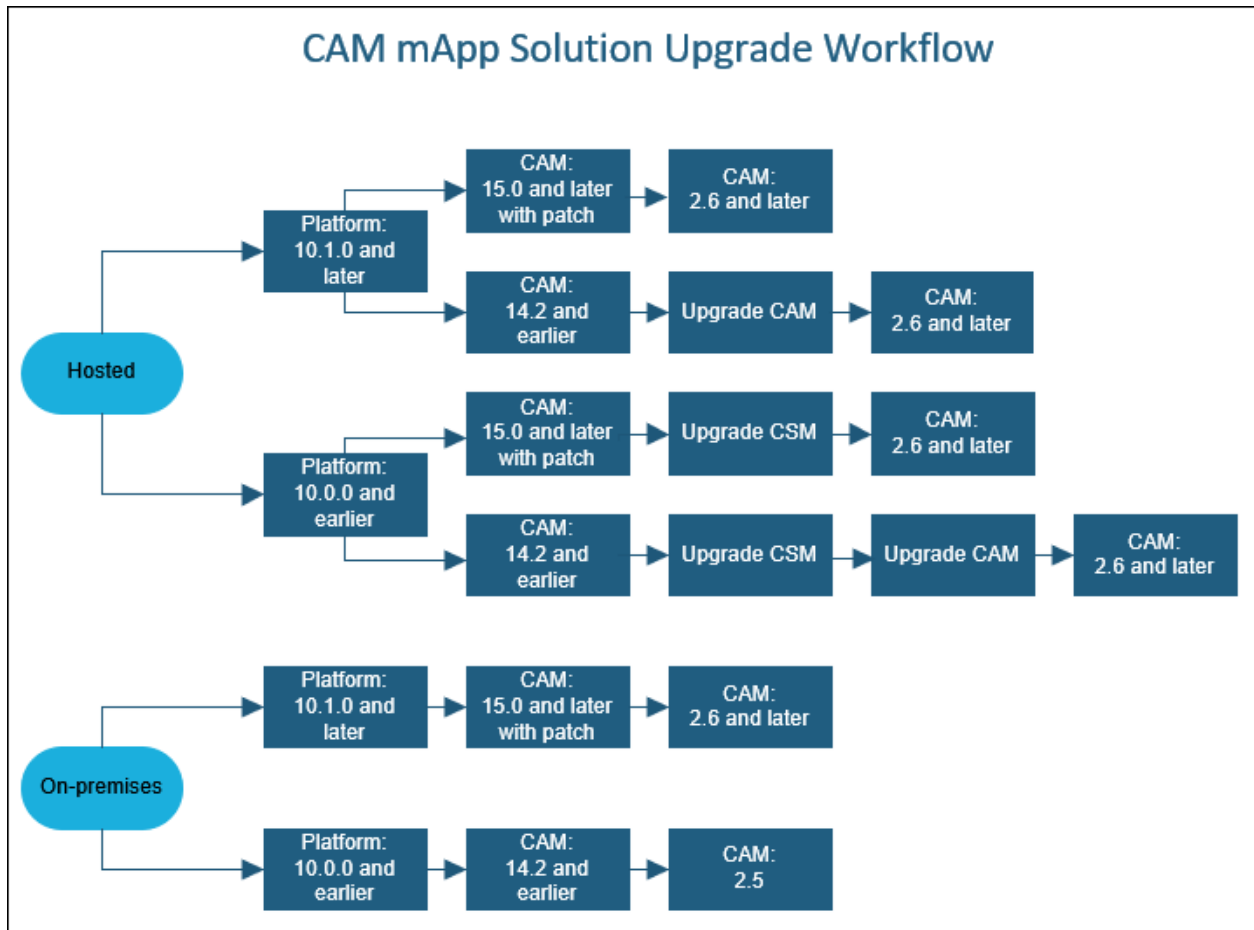 CAM mApp Solution Upgrade Workflow
CAM:
15.0 and later
with patch
CAM:
2.6 and later
Platform:
10.1.0 and
later
CAM:
14.2 and
earlier
Upgrade CAM
CAM:
2.6 and later
Hosted
CAM:
15.0 and later
with patch
Upgrade CSM
CAM:
2.6 and later
Platform:
10.0.0 and
earlier
CAM:
14.2 and
earlier
Upgrade CSM
Upgrade CAM
CAM:
2.6 and later
Platform:
10.1.0 and
later
CAM:
15.0 and later
with patch
CAM:
2.6 and later
On-premises
Platform:
10.0.0 and
earlier
CAM:
14.2 and
earlier
CAM:
2.5